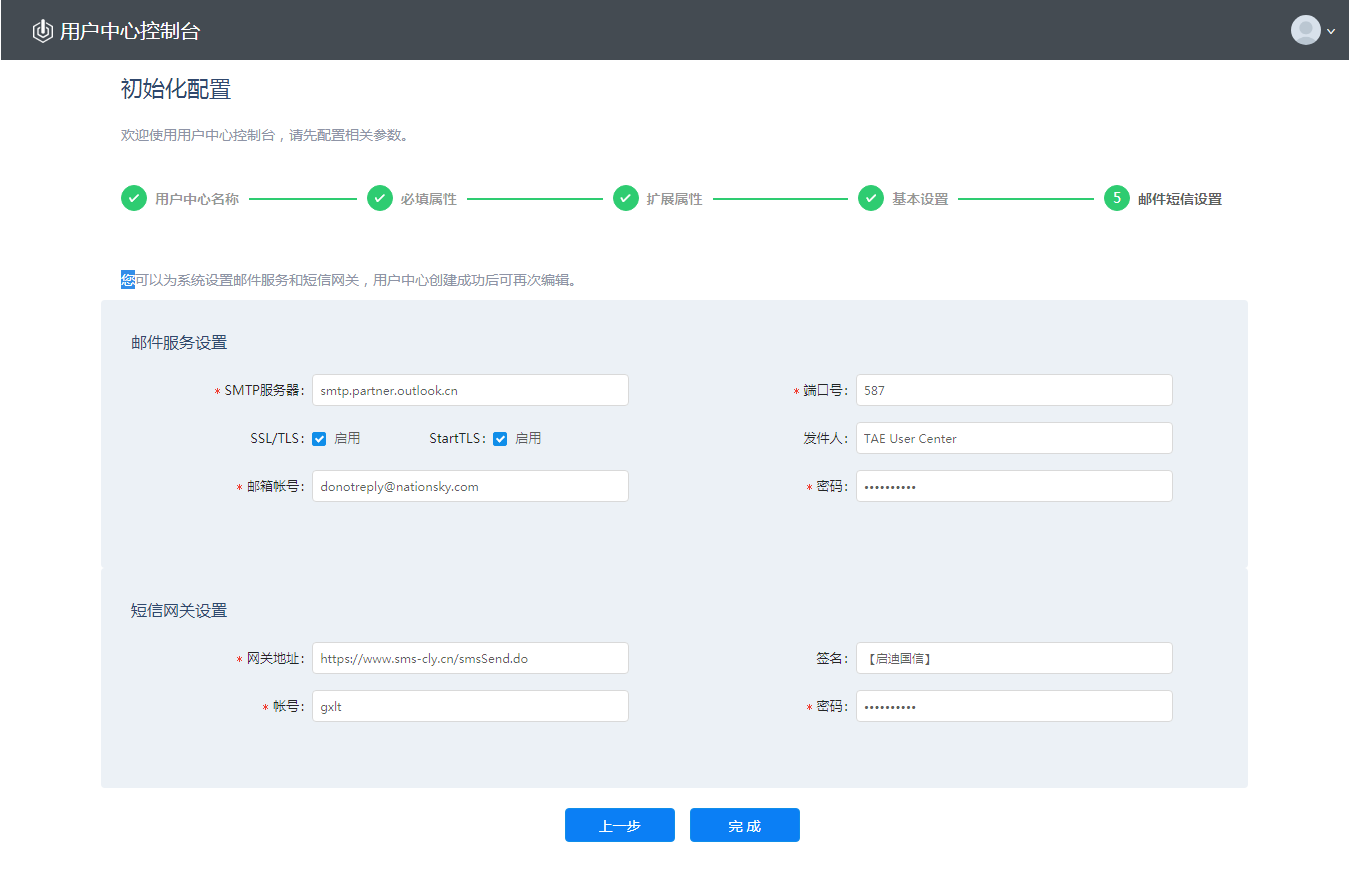 用户中心控制台
初始化配置
欢迎使用用户中心控制台，请先配置相关参数。
用户中心名称 必填属性 扩展属性 基本设置 5 邮件短信设置
您可以为系统设置邮件服务和短信网关，用户中心创建成功后可再次编辑。
邮件服务设置
* SMTP服务器: smtp.partner.outlook.cn * 端口号: 587
SSL/TLS: 启用 StartTLS: 启用 发件人: TAE User Center
* 邮箱帐号: donotreply@nationsky.com * 密码: ••••••••••
短信网关设置
* 网关地址: https://www.sms-cly.cn/smsSend.do 签名: 【启迪国信】
* 帐号: gxlt * 密码: ••••••••••
上一步 完成